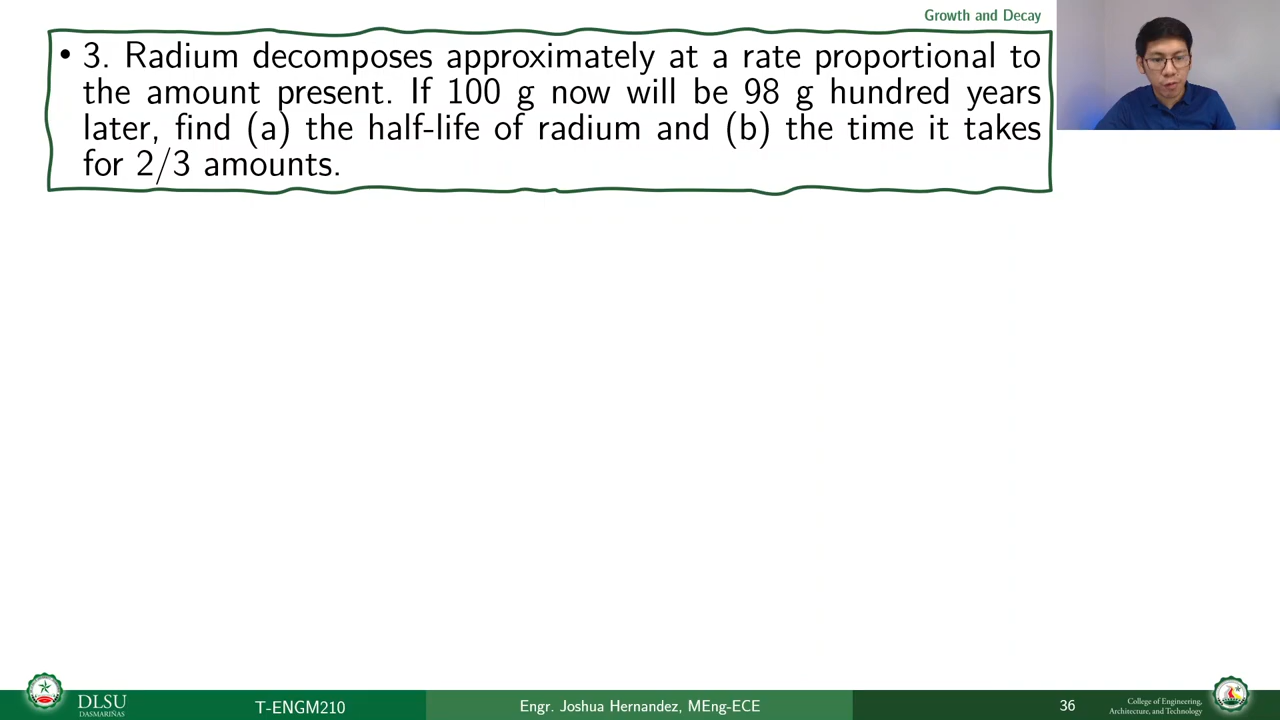 Growth and Decay
• 3. Radium decomposes approximately at a rate proportional to
the amount present. If 100 g now will be 98 g hundred years
later, find (a) the half-life of radium and (b) the time it takes
for 2/3 amounts.
DLSU
DASMARIÑAS
T-ENGM210
Engr. Joshua Hernandez, MEng-ECE
36
College of Engineering,
Architecture, and Technology